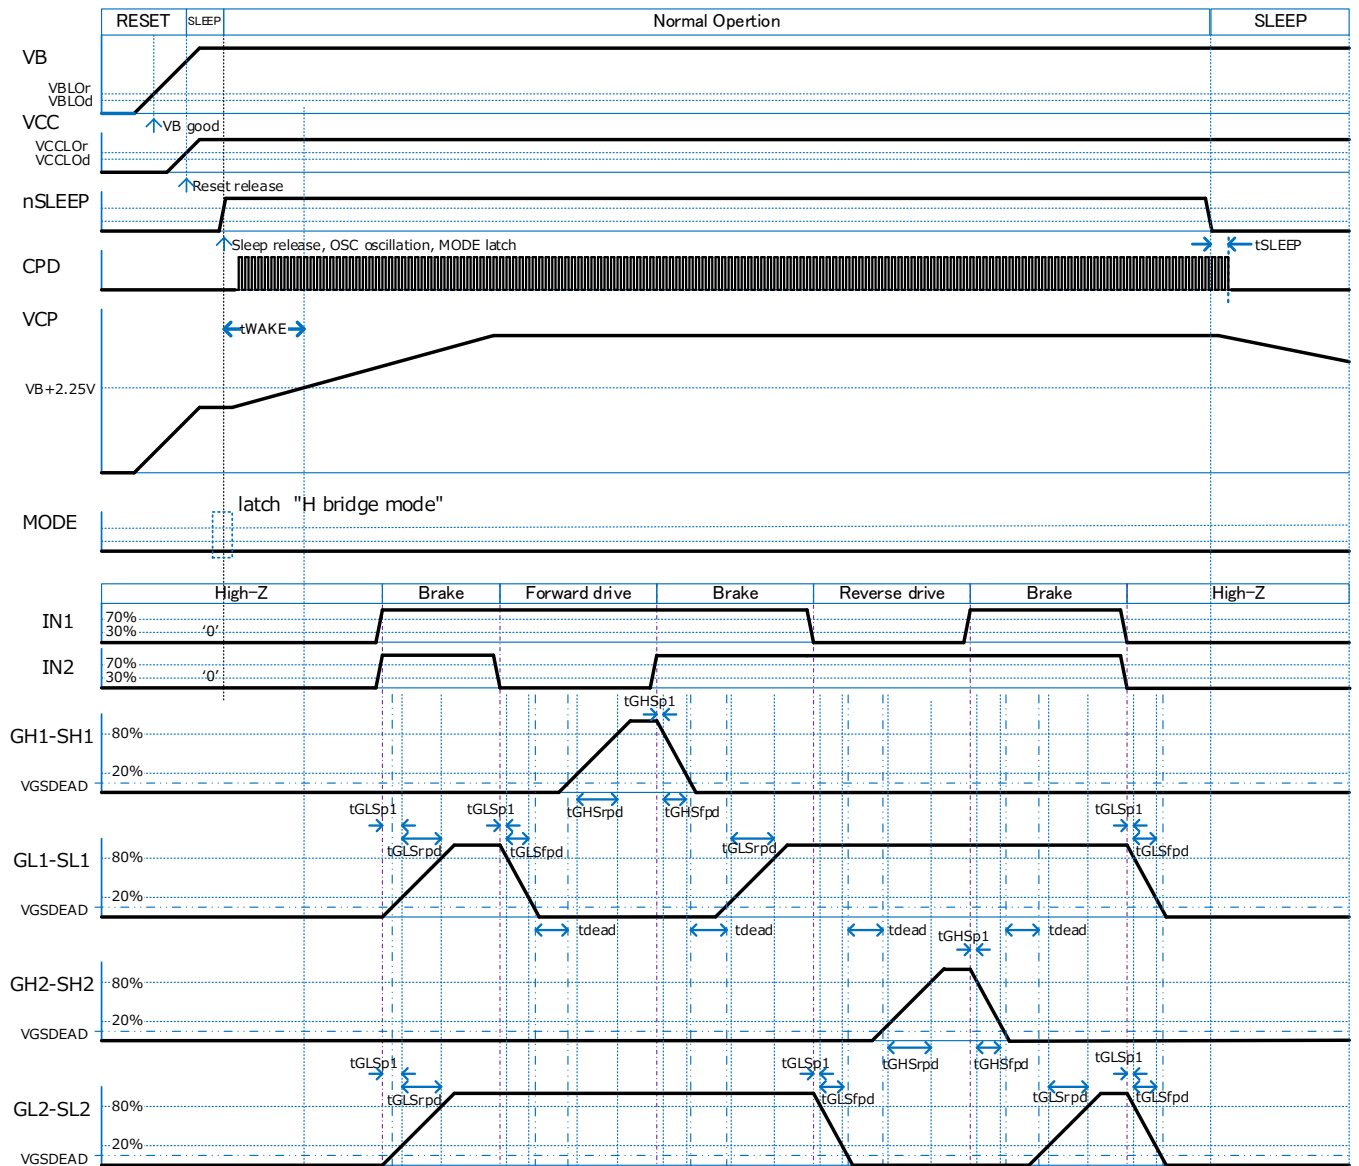 RESET SLEEP Normal Opertion SLEEP
VB
VBLOr
VBLOd
VB good
VCC
VCCLOr
VCCLOd
Reset release
nSLEEP
Sleep release, OSC oscillation, MODE latch
tSLEEP
CPD
VCP
tWAKE
VB+2.25V
latch "H bridge mode"
MODE
High-Z Brake Forward drive Brake Reverse drive Brake High-Z
IN1
70%
30% '0'
IN2
70%
30% '0'
tGHSp1
GH1-SH1
80%
20%
VGSDEAD
tGHSrpd tGHSfpd
tGLSp1 tGLSp1 tGLSp1
tGLSrpd tGLSfpd tGLSrpd tGLSfpd
GL1-SL1
80%
20%
VGSDEAD
tdead tdead tdead tdead
tGHSp1
GH2-SH2
80%
20%
VGSDEAD
tGHSrpd tGHSfpd
tGLSp1 tGLSp1 tGLSp1
tGLSrpd tGLSfpd tGLSrpd tGLSfpd
GL2-SL2
80%
20%
VGSDEAD